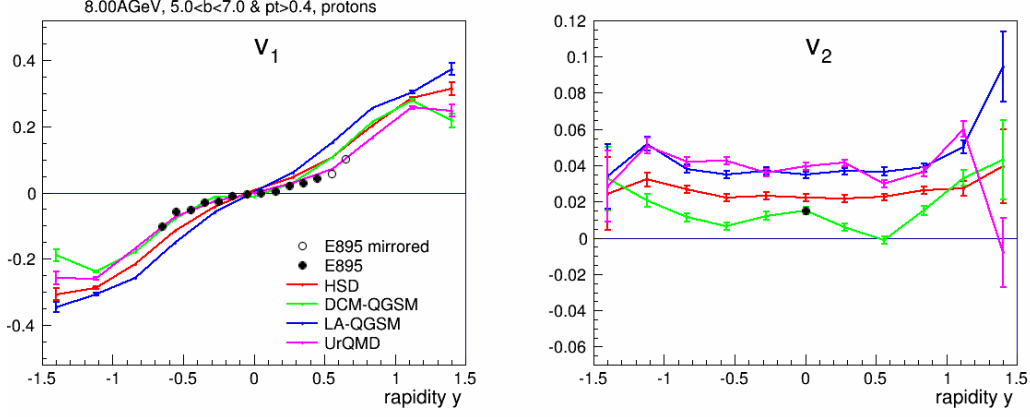 8.00AGeV, 5.0<b<7.0 & pt>0.4, protons
v1
0.4
0.2
0
-0.2
-0.4
E895 mirrored
E895
HSD
DCM-QGSM
LA-QGSM
UrQMD
-1.5 -1 -0.5 0 0.5 1 1.5
rapidity y
v2
0.12
0.1
0.08
0.06
0.04
0.02
0
-0.02
-0.04
-0.06
-1.5 -1 -0.5 0 0.5 1 1.5
rapidity y